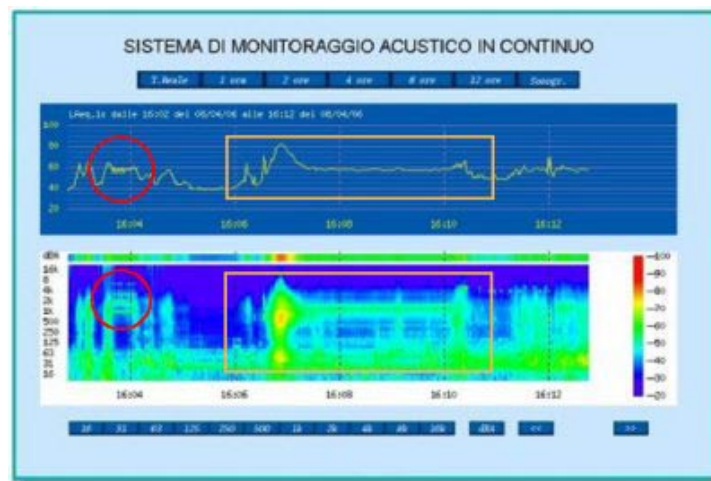 SISTEMA DI MONITORAGGIO ACUSTICO IN CONTINUO
T.Reale 1 ora 2 ore 4 ore 8 ore 12 ore Sonogr.
LAeq,1s dalle 16:02 del 08/04/06 alle 16:12 del 08/04/06
100
80
60
40
20
16:04 16:06 16:08 16:10 16:12
dBA
16k
8
4k
2k
1k
500
250
125
63
31
16
100
90
80
70
60
50
40
30
20
16:04 16:06 16:08 16:10 16:12
16 31 63 125 250 500 1k 2k 4k 8k 16k dBA << >>